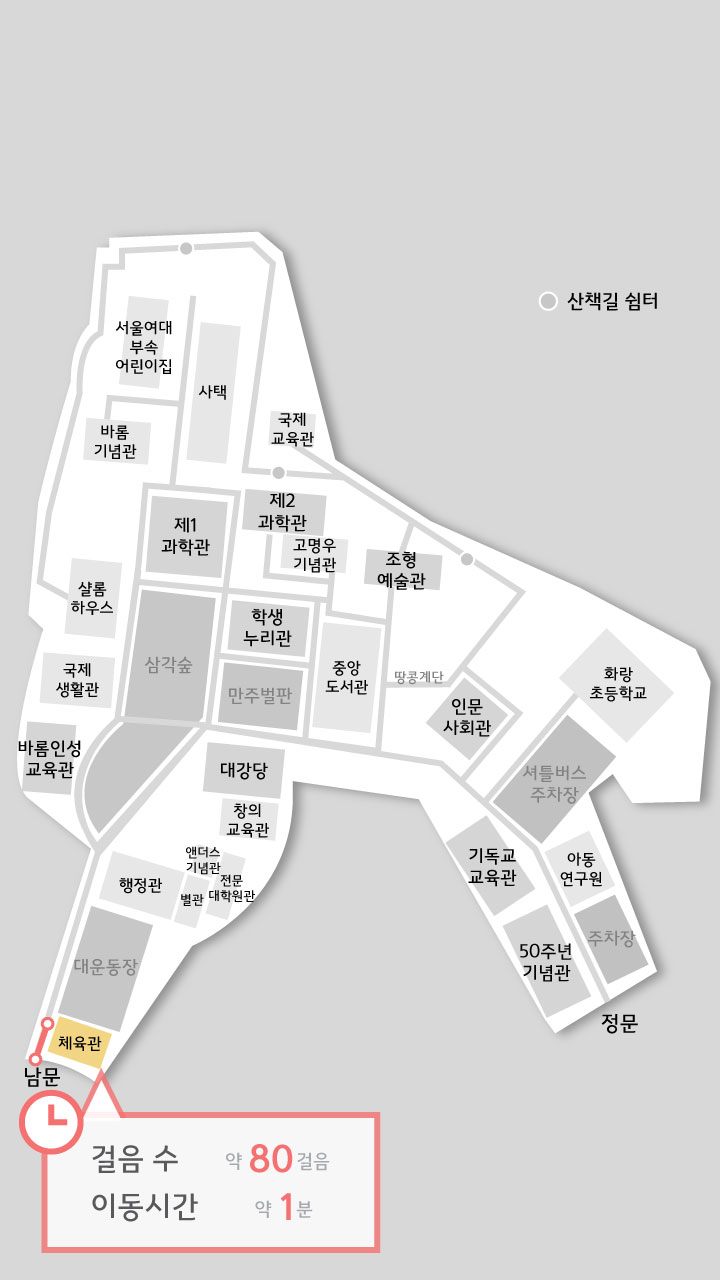 산책길 쉼터
서울여대
부속
어린이집
사택
바롬
기념관
국제
교육관
제1
과학관
제2
과학관
고명우
기념관
조형
예술관
샬롬
하우스
삼각숲
학생
누리관
중앙
도서관
땅콩계단
화랑
초등학교
국제
생활관
만주벌판
인문
사회관
바롬인성
교육관
대강당
셔틀버스
주차장
창의
교육관
앤더스
기념관
전문
대학원관
별관
행정관
기독교
교육관
아동
연구원
대운동장
50주년
기념관
주차장
정문
체육관
남문
걸음 수 약 80 걸음
이동시간 약 1 분